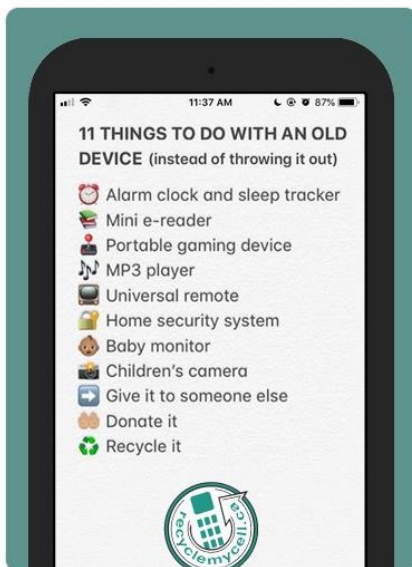 11:37 AM
87%
11 THINGS TO DO WITH AN OLD
DEVICE (instead of throwing it out)
Alarm clock and sleep tracker
Mini e-reader
Portable gaming device
MP3 player
Universal remote
Home security system
Baby monitor
Children's camera
Give it to someone else
Donate it
Recycle it
recyclemycell.ca